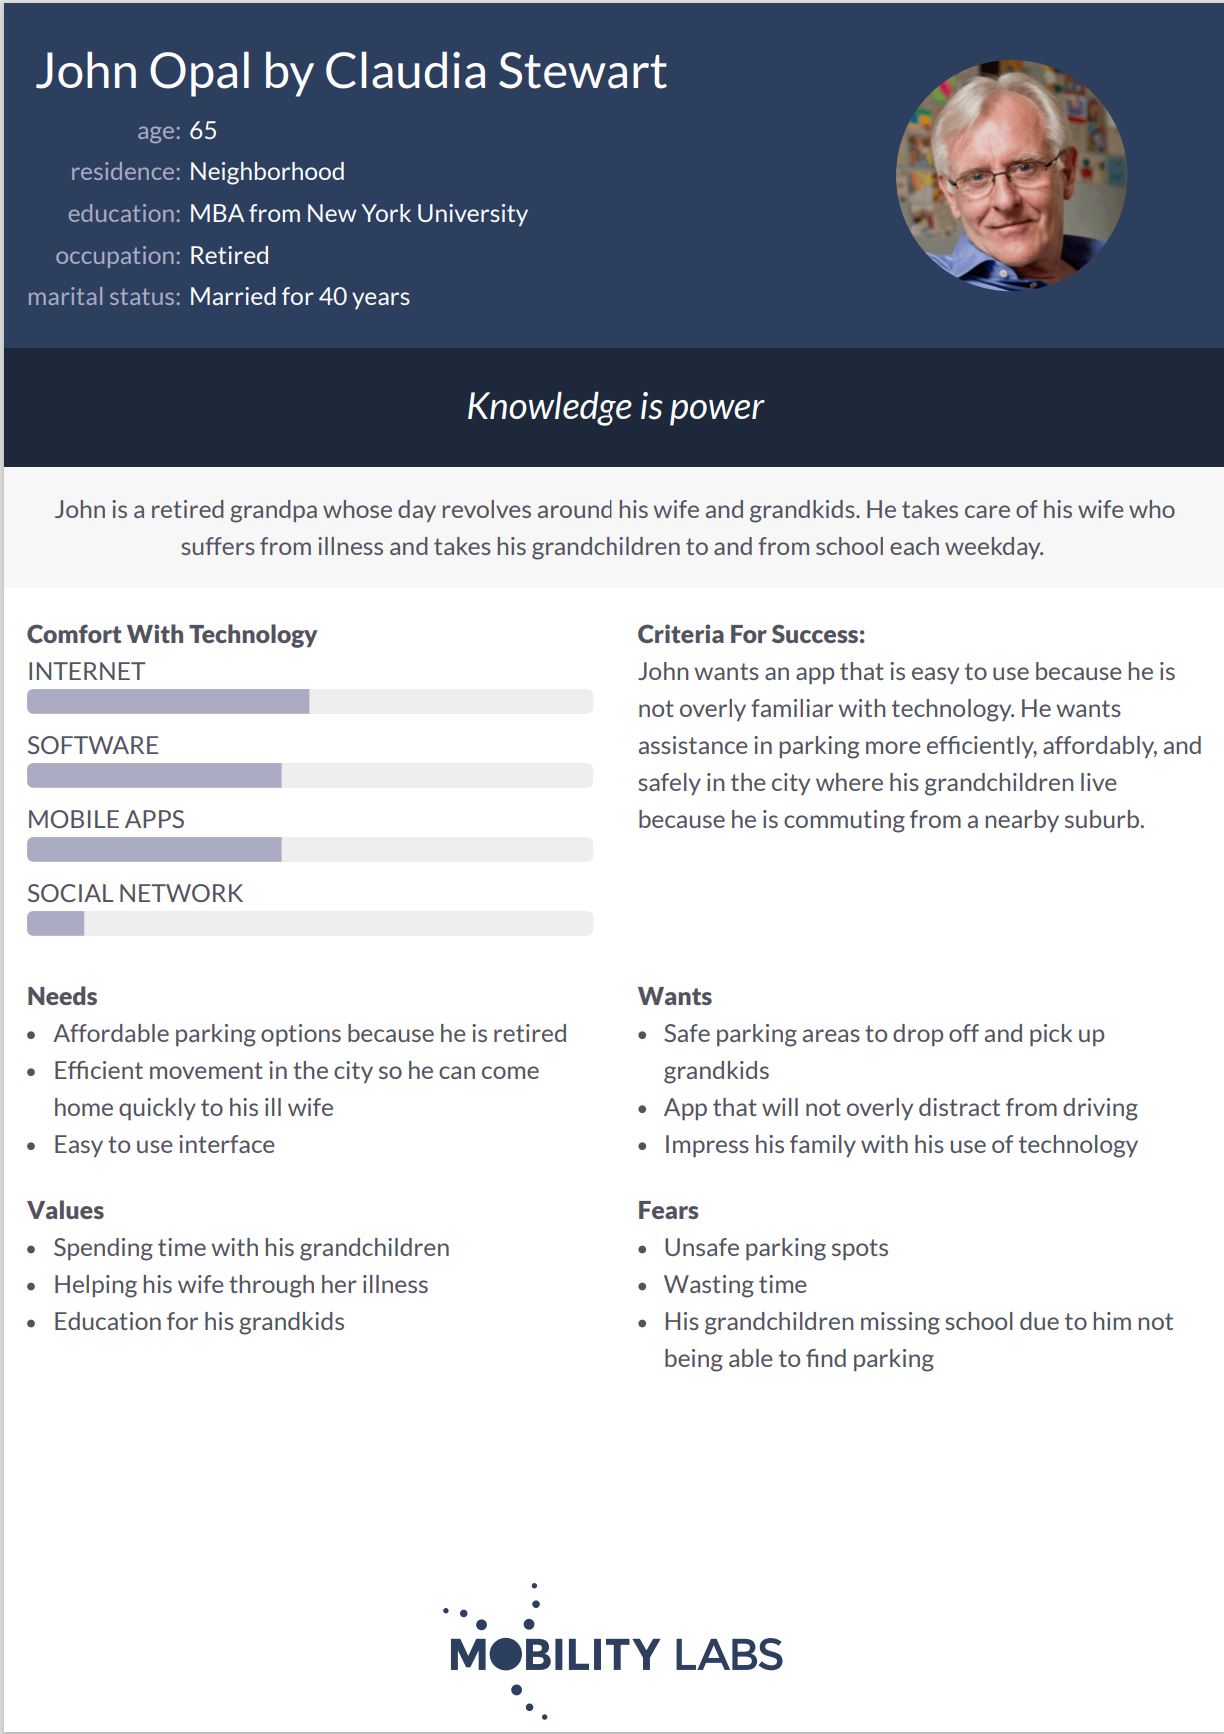 John Opal by Claudia Stewart
age: 65
residence: Neighborhood
education: MBA from New York University
occupation: Retired
marital status: Married for 40 years
Knowledge is power
John is a retired grandpa whose day revolves around his wife and grandkids. He takes care of his wife who
suffers from illness and takes his grandchildren to and from school each weekday.
Comfort With Technology
INTERNET
SOFTWARE
MOBILE APPS
SOCIAL NETWORK
Criteria For Success:
John wants an app that is easy to use because he is
not overly familiar with technology. He wants
assistance in parking more efficiently, affordably, and
safely in the city where his grandchildren live
because he is commuting from a nearby suburb.
Needs
• Affordable parking options because he is retired
• Efficient movement in the city so he can come
home quickly to his ill wife
• Easy to use interface
Wants
• Safe parking areas to drop off and pick up
grandkids
• App that will not overly distract from driving
• Impress his family with his use of technology
Values
• Spending time with his grandchildren
• Helping his wife through her illness
• Education for his grandkids
Fears
• Unsafe parking spots
• Wasting time
• His grandchildren missing school due to him not
being able to find parking
MOBILITY LABS